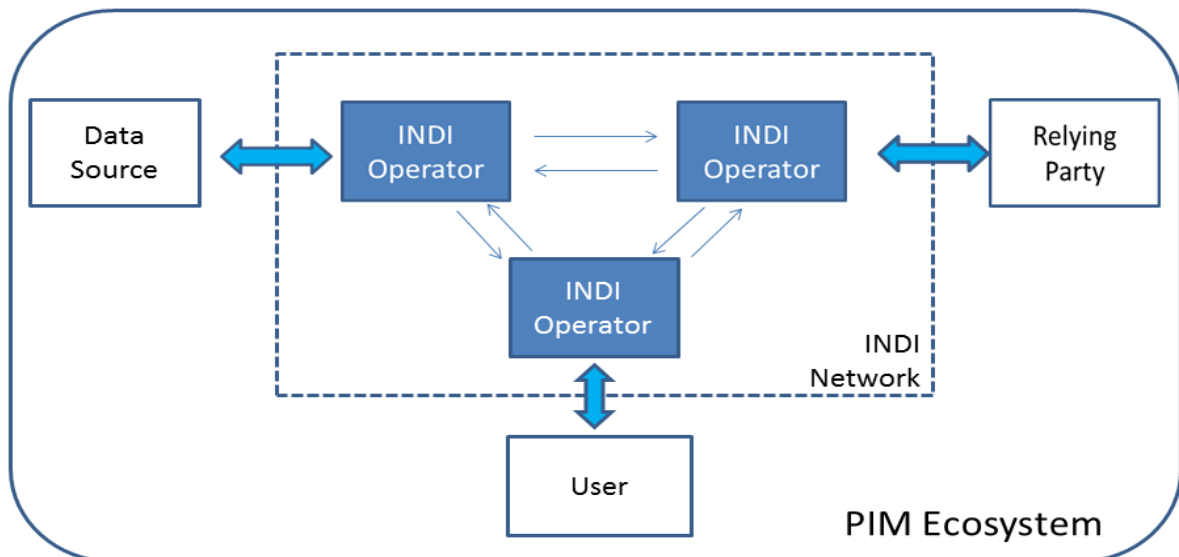 Data
Source
INDI
Operator
INDI
Operator
Relying
Party
INDI
Operator
INDI
Network
User
PIM Ecosystem